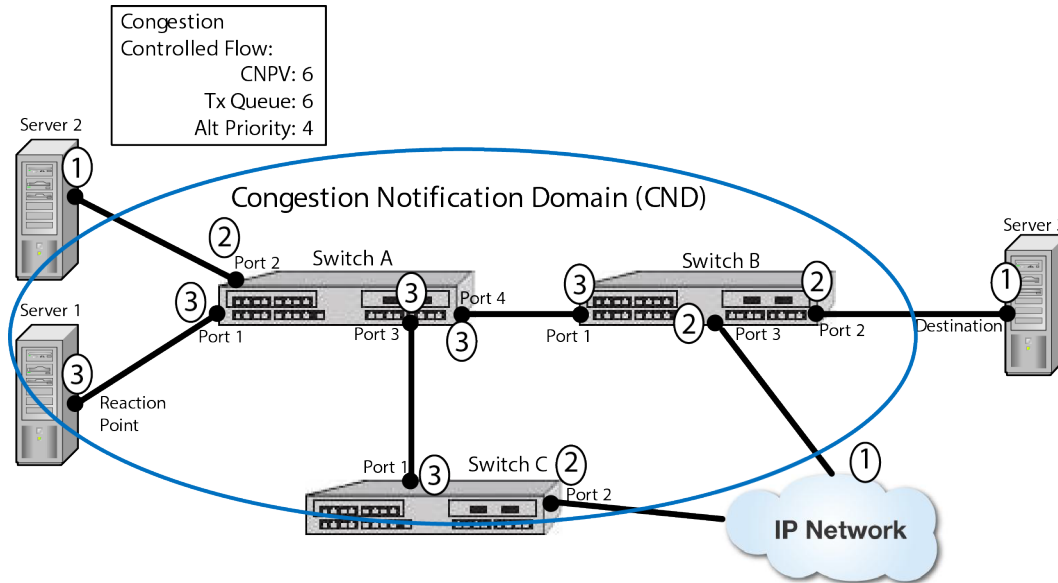 Congestion
Controlled Flow:
CNPV: 6
Tx Queue: 6
Alt Priority: 4
Server 2
1
Congestion Notification Domain (CND)
2
Port 2
Switch A
Switch B
Server
3
Server 1
3
Port 4
3
2
1
Port 1
Port 3
3
Port 1
2
Port 3
Port 2
Destination
3
Reaction
Point
Port 1
3
Switch C
2
Port 2
1
IP Network